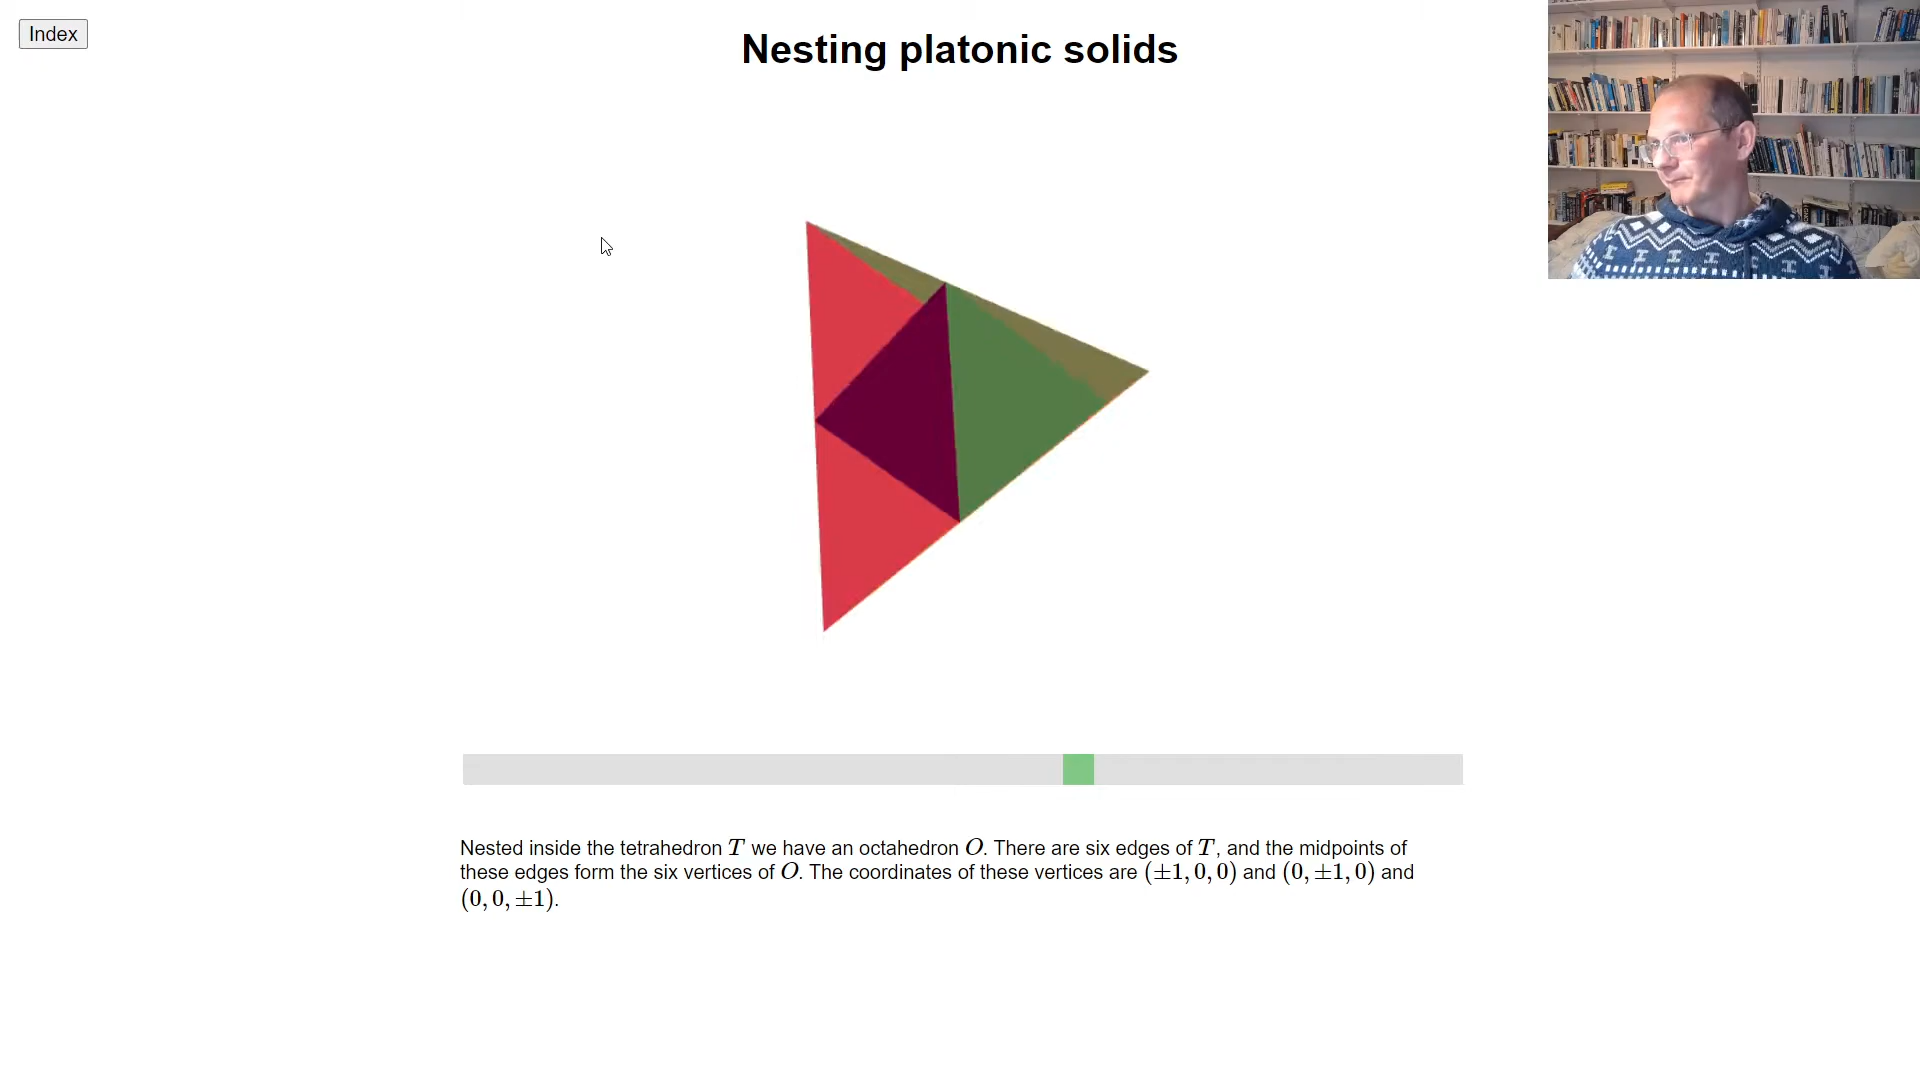 Index
Nesting platonic solids
Nested inside the tetrahedron T we have an octahedron O. There are six edges of T, and the midpoints of
these edges form the six vertices of O. The coordinates of these vertices are (±1, 0, 0) and (0, ±1, 0) and
(0, 0, ±1).